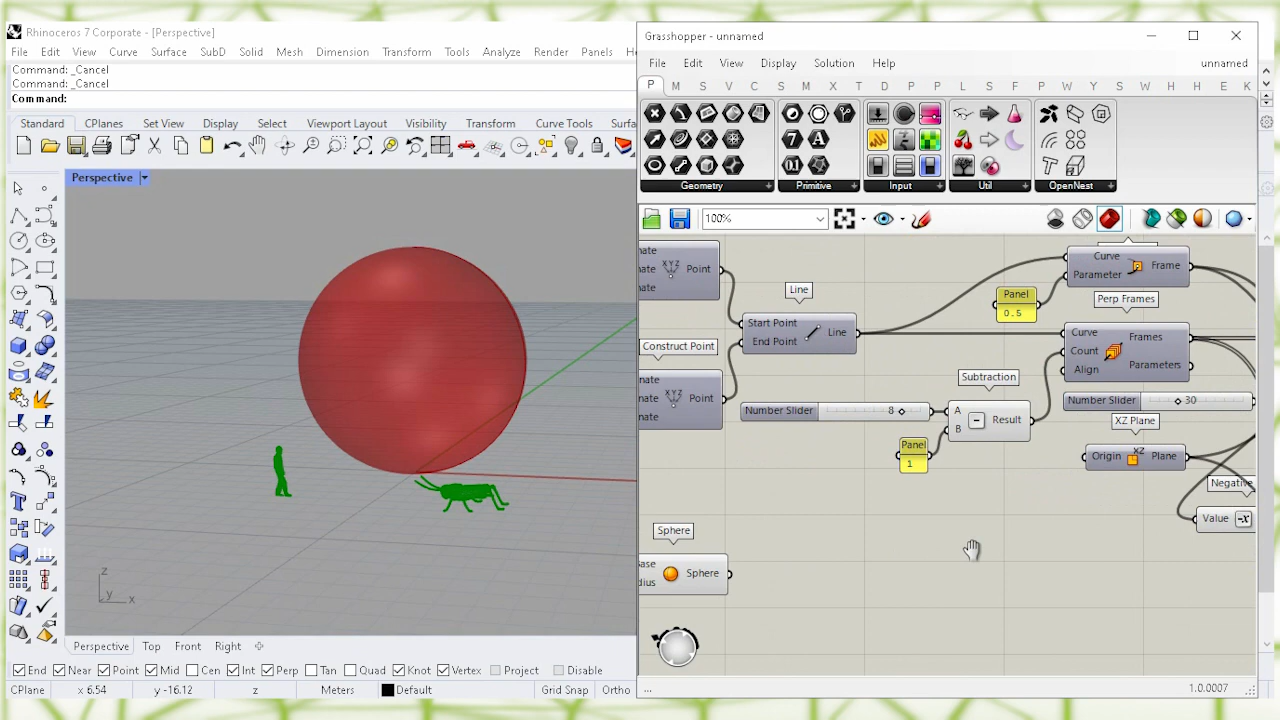 Rhinoceros 7 Corporate - [Perspective]
File Edit View Curve Surface SubD Solid Mesh Dimension Transform Tools Analyze Render Panels
Command: _Cancel
Command: _Cancel
Command:
Standard CPlanes Set View Display Select Viewport Layout Visibility Transform Curve Tools
Perspective
z
y x
Perspective Top Front Right
End Near Point Mid Cen Int Perp Tan Quad Knot Vertex Project Disable
CPlane x 6.54 y -16.12 z Meters Default Grid Snap Ortho
Grasshopper - unnamed
File Edit View Display Solution Help unnamed
P M S V C S M I D X T D P L S F P W Y S W H H E K
Geometry Primitive Input Util OpenNest
100%
XYZ Point
Line
Start Point
End Point
Line
Construct Point
XYZ Point
Panel
0.5
Curve
Parameter
Frame
Perp Frames
Curve
Count
Align
Frames
Parameters
Subtraction
Number Slider 8
A
B
Result
Panel
1
Number Slider 30
XZ Plane
Origin XZ Plane
Value -x
Sphere
Sphere
... 1.0.0007